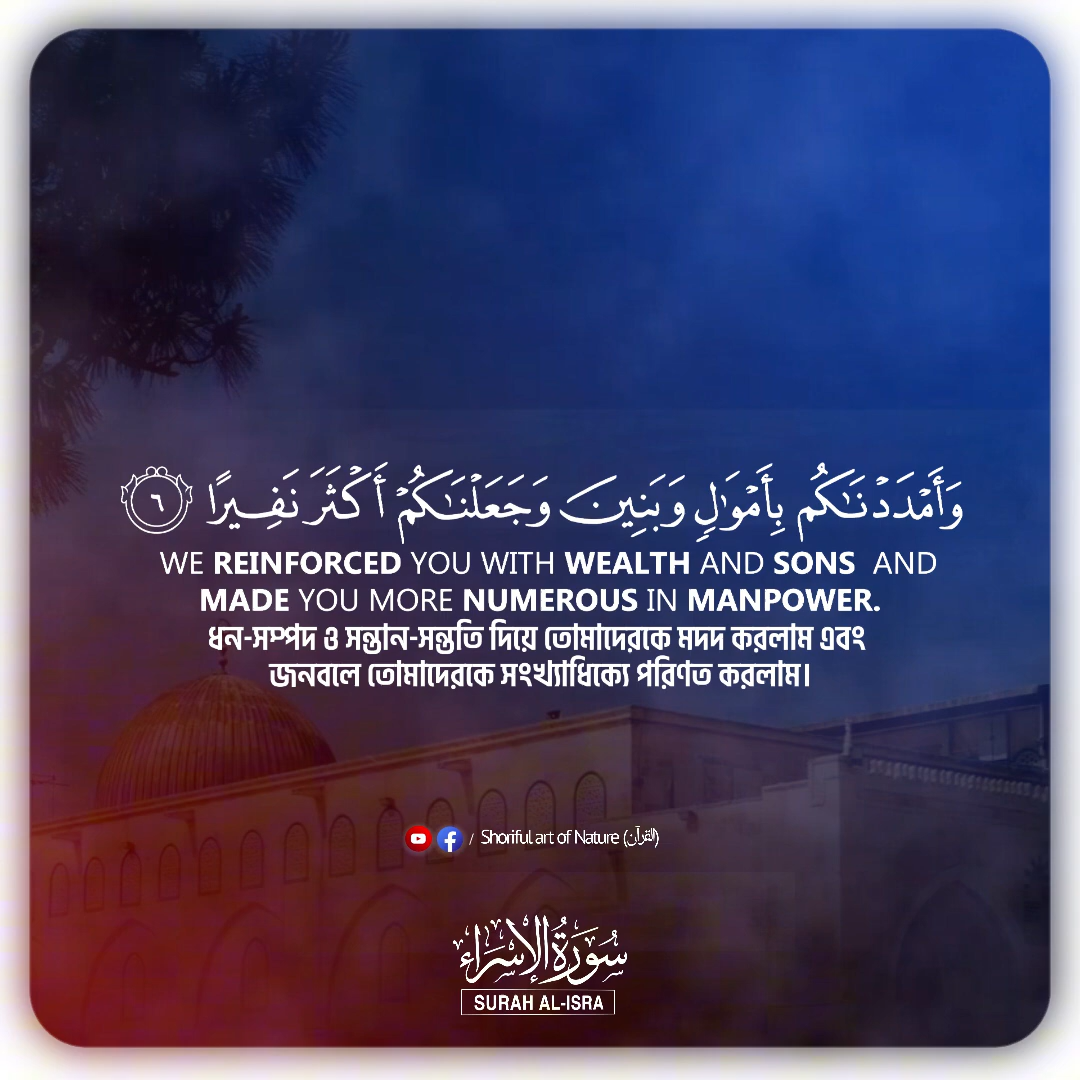 وَأَمْدَدْنَـٰكُم بِأَمْوَٰلٍ وَبَنِينَ وَجَعَلْنَـٰكُمْ أَكْثَرَ نَفِيرًا ٦
WE REINFORCED YOU WITH WEALTH AND SONS AND
MADE YOU MORE NUMEROUS IN MANPOWER.
ধন-সম্পদ ও সন্তান-সন্ততি দিয়ে তোমাদেরকে মদদ করলাম এবং
জনবলে তোমাদেরকে সংখ্যাধিক্যে পরিণত করলাম।
/ Shoriful art of Nature (القرآن)
سُورَةُ الإِسْرَاء
SURAH AL-ISRA